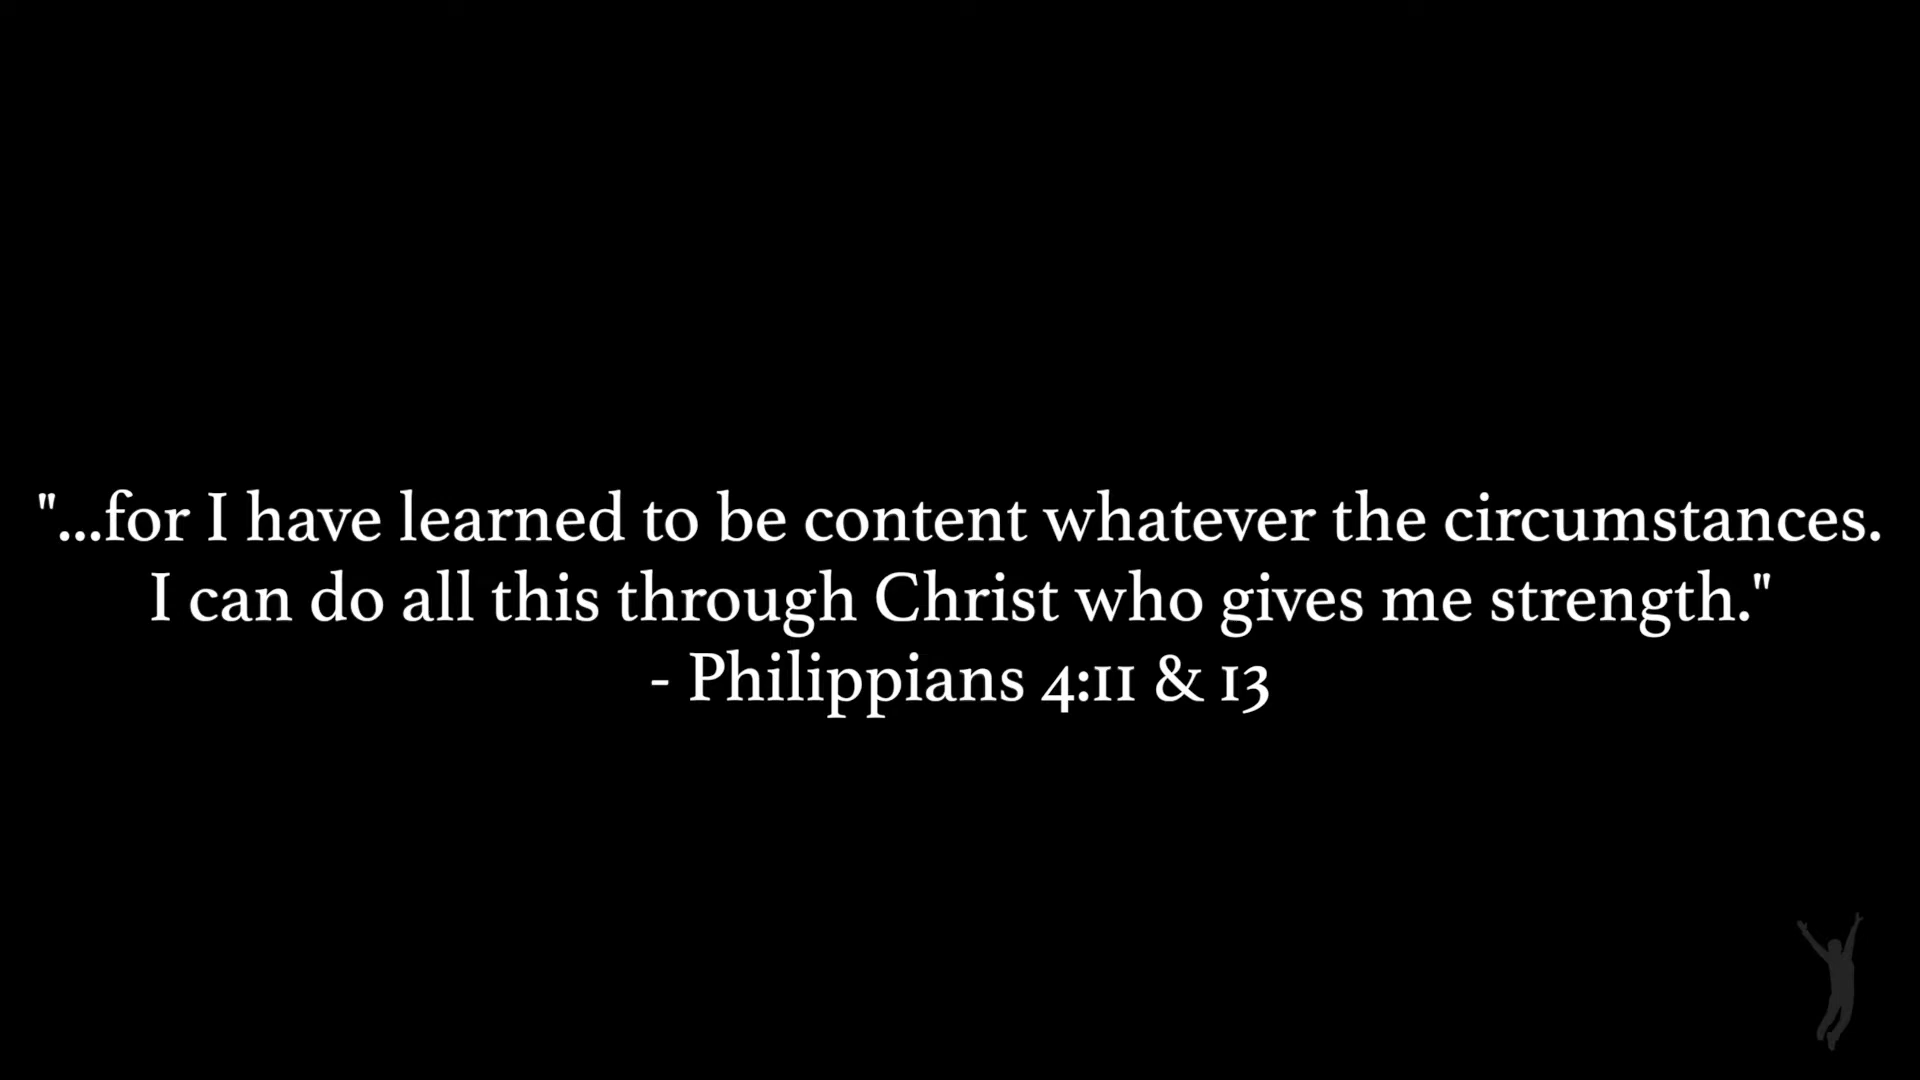 "...for I have learned to be content whatever the circumstances.
I can do all this through Christ who gives me strength."
- Philippians 4:11 & 13